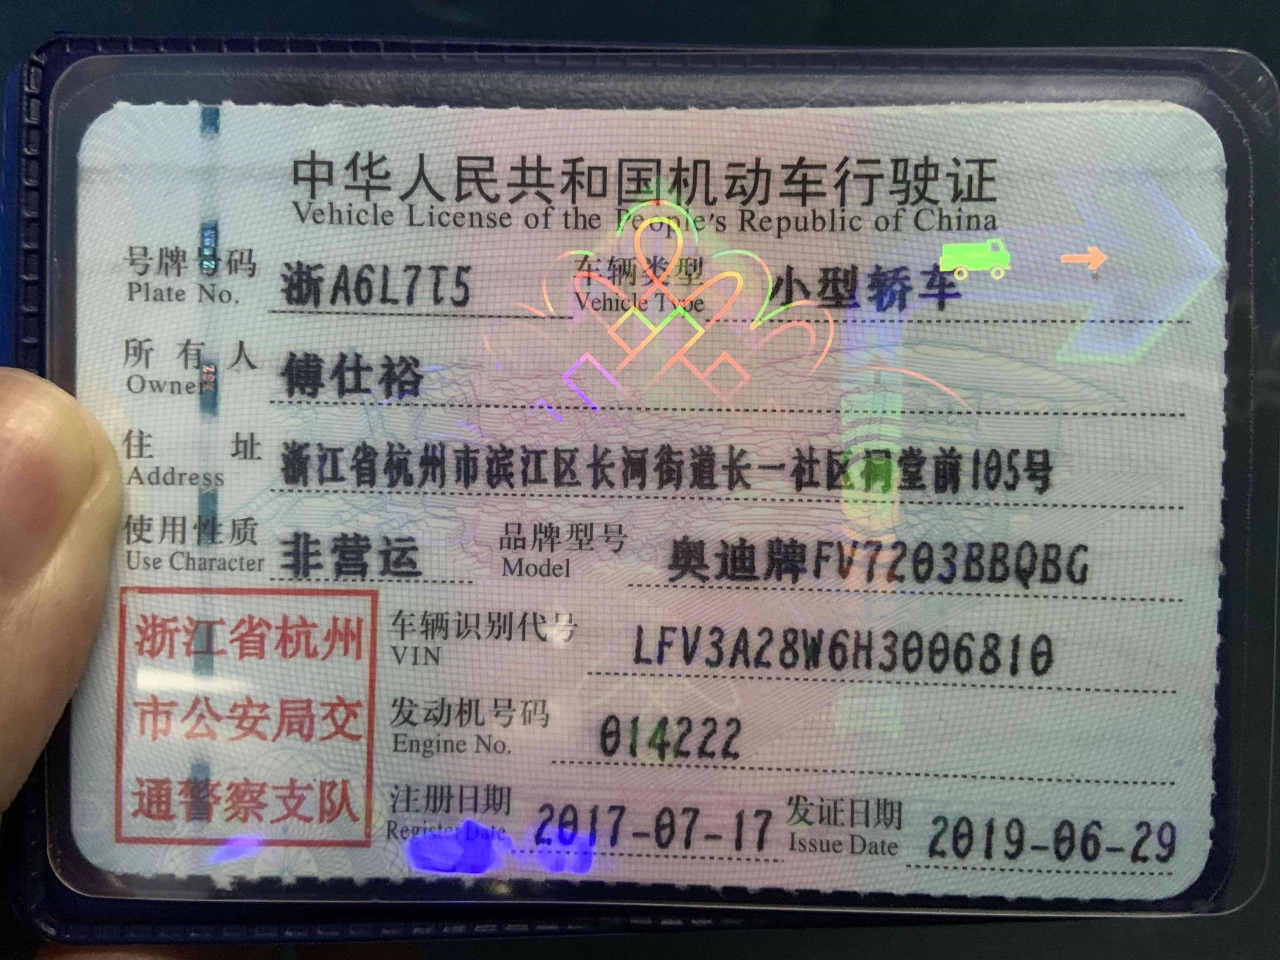 中华人民共和国机动车行驶证
Vehicle License of the People's Republic of China
号牌号码 浙A6L7T5 车辆类型 小型轿车
Plate No. Vehicle Type
所有人 傅仕裕
Owner
住址 浙江省杭州市滨江区长河街道长一社区祠堂前105号
Address
使用性质 非营运 品牌型号 奥迪牌FV7203BBQBG
Use Character Model
浙江省杭州
市公安局交
通警察支队
车辆识别代号 LFV3A28W6H3006810
VIN
发动机号码 014222
Engine No.
注册日期 2017-07-17 发证日期 2019-06-29
Register Date Issue Date